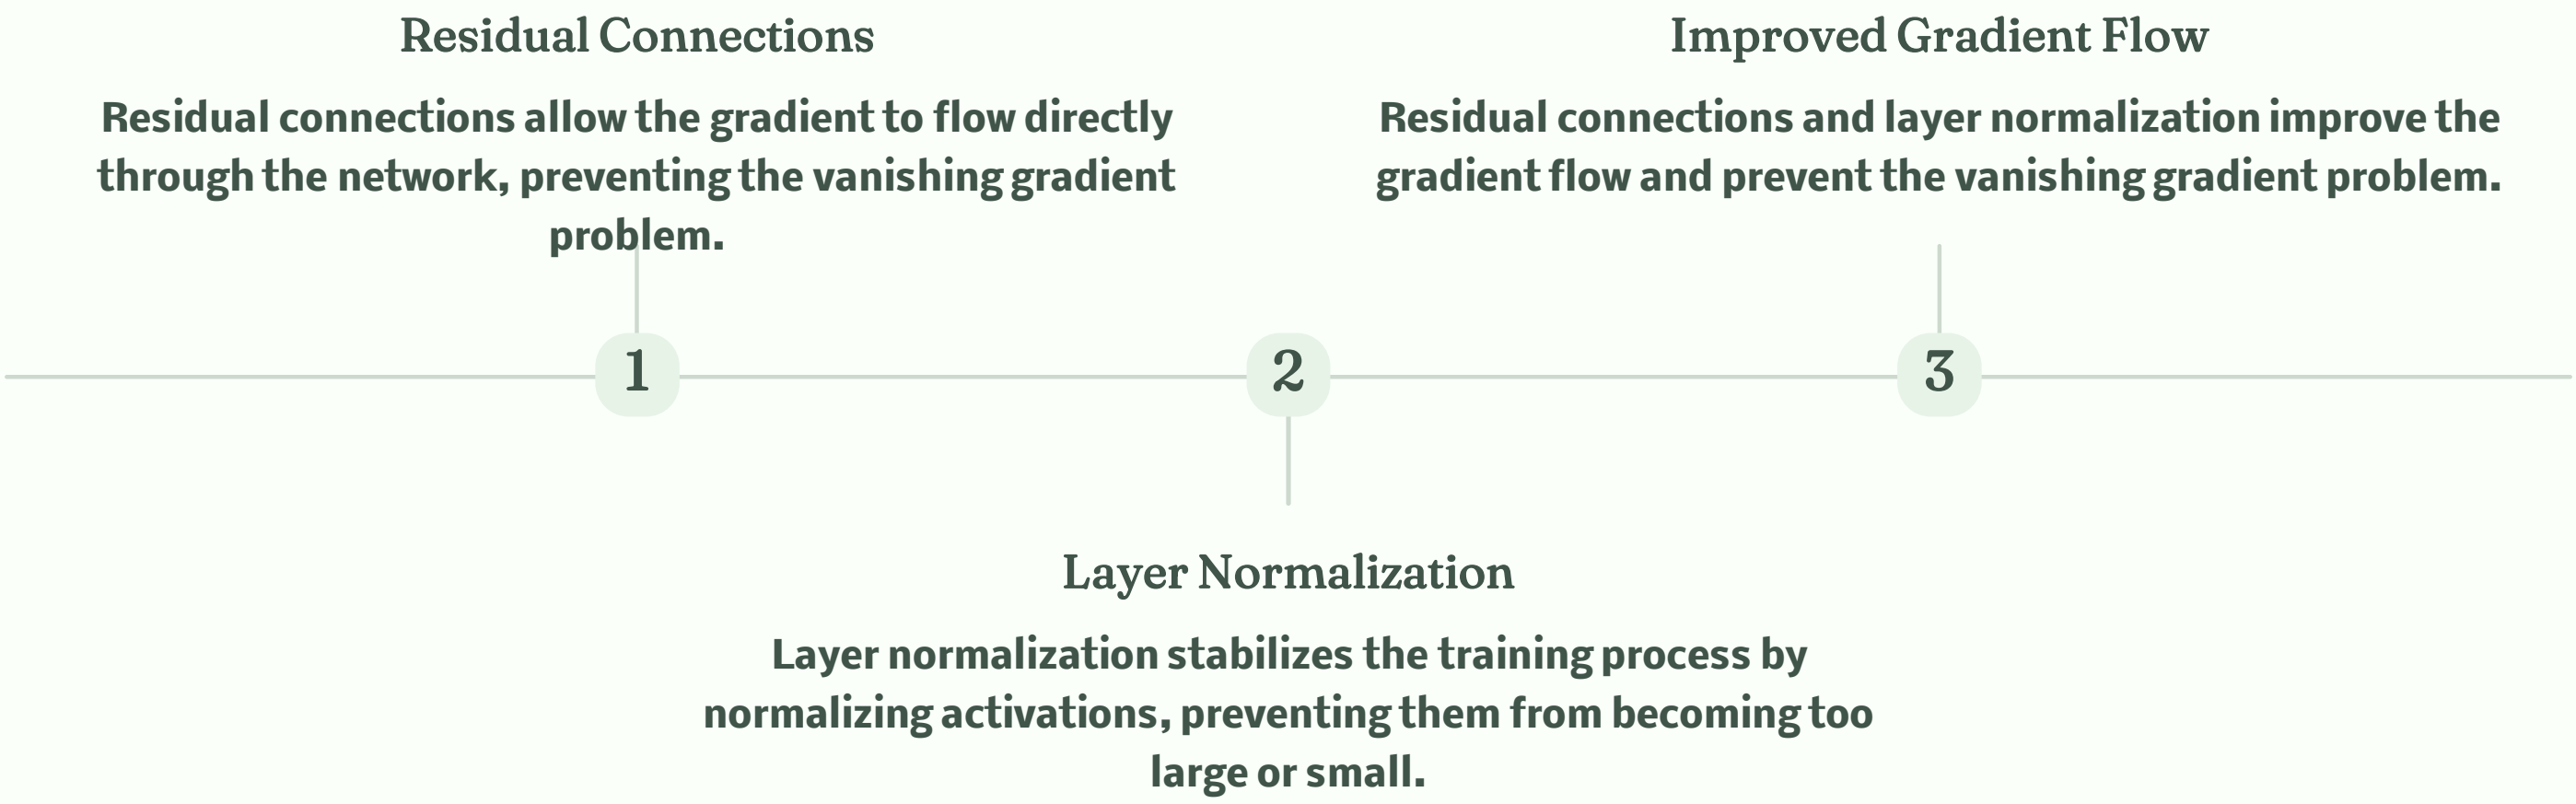 Residual Connections
Residual connections allow the gradient to flow directly
through the network, preventing the vanishing gradient
problem.
Improved Gradient Flow
Residual connections and layer normalization improve the
gradient flow and prevent the vanishing gradient problem.
1
2
3
Layer Normalization
Layer normalization stabilizes the training process by
normalizing activations, preventing them from becoming too
large or small.